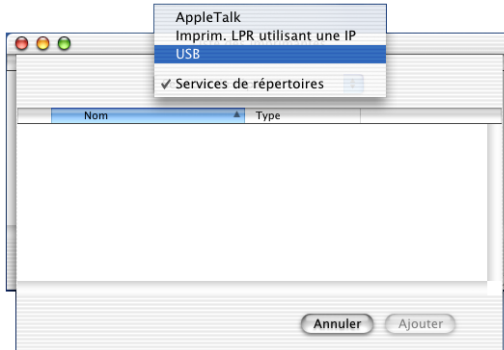 AppleTalk
Imprim. LPR utilisant une IP
USB
✓ Services de répertoires
Nom Type
Annuler Ajouter